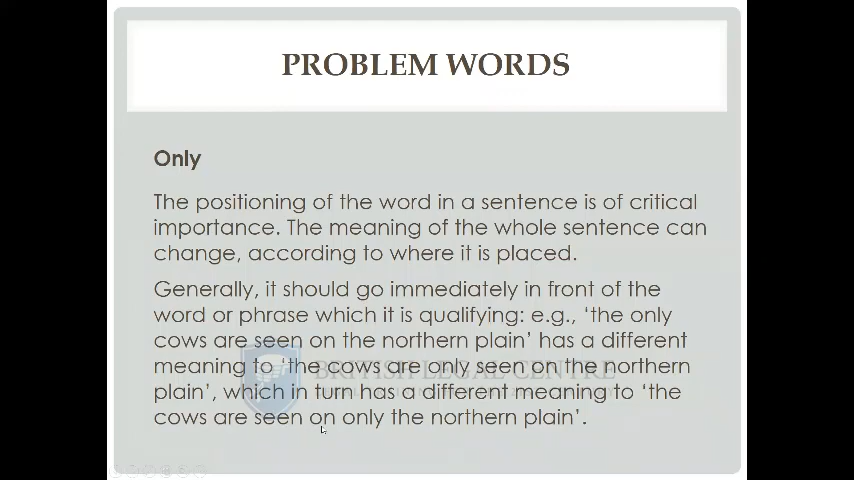 PROBLEM WORDS
Only
The positioning of the word in a sentence is of critical
importance. The meaning of the whole sentence can
change, according to where it is placed.
Generally, it should go immediately in front of the
word or phrase which it is qualifying: e.g., ‘the only
cows are seen on the northern plain’ has a different
meaning to ‘the cows are only seen on the northern
plain’, which in turn has a different meaning to ‘the
cows are seen on only the northern plain’.
BRITISH LEGAL CENTRE